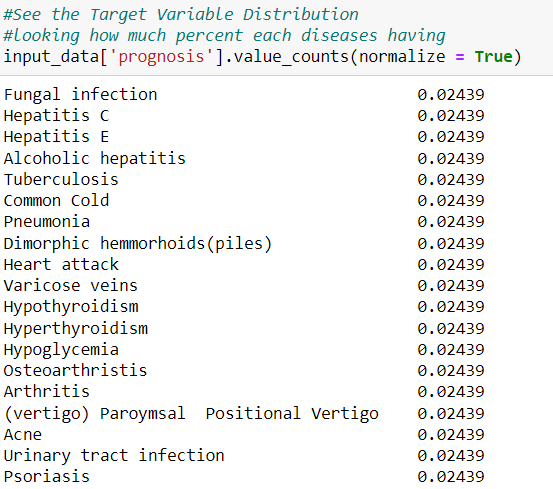 #See the Target Variable Distribution
#looking how much percent each diseases having
input_data['prognosis'].value_counts(normalize = True)
Fungal infection 0.02439
Hepatitis C 0.02439
Hepatitis E 0.02439
Alcoholic hepatitis 0.02439
Tuberculosis 0.02439
Common Cold 0.02439
Pneumonia 0.02439
Dimorphic hemmorhoids(piles) 0.02439
Heart attack 0.02439
Varicose veins 0.02439
Hypothyroidism 0.02439
Hyperthyroidism 0.02439
Hypoglycemia 0.02439
Osteoarthristis 0.02439
Arthritis 0.02439
(vertigo) Paroymsal  Positional Vertigo 0.02439
Acne 0.02439
Urinary tract infection 0.02439
Psoriasis 0.02439